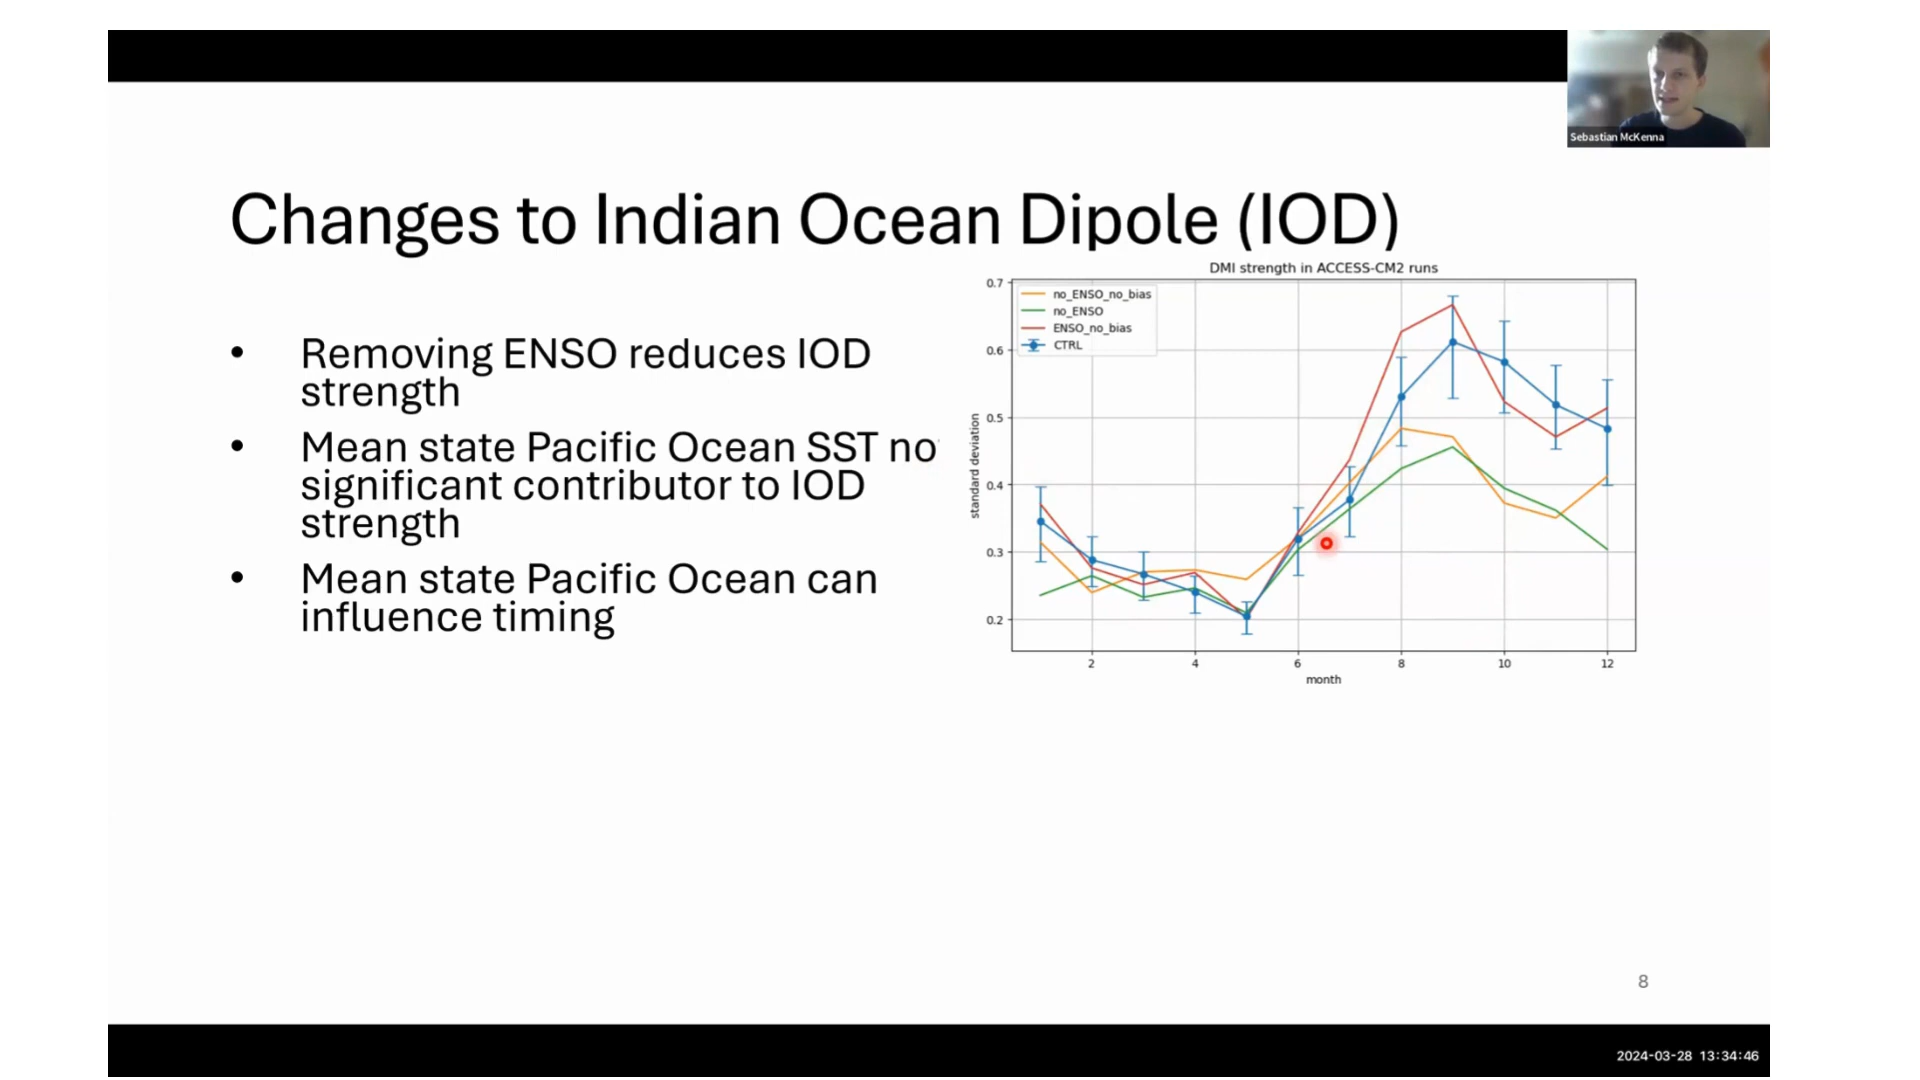 Sebastian McKenna
Changes to Indian Ocean Dipole (IOD)
• Removing ENSO reduces IOD
strength
• Mean state Pacific Ocean SST no
significant contributor to IOD
strength
• Mean state Pacific Ocean can
influence timing
DMI strength in ACCESS-CM2 runs
no_ENSO_no_bias
no_ENSO
ENSO_no_bias
CTRL
standard deviation
0.7
0.6
0.5
0.4
0.3
0.2
2 4 6 8 10 12
month
8
2024-03-28 13:34:46